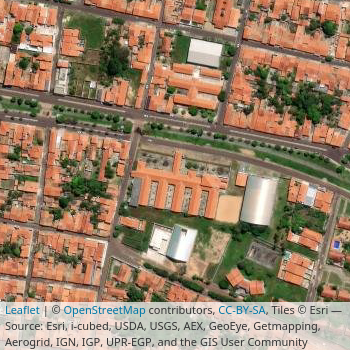 Leaflet | © OpenStreetMap contributors, CC-BY-SA, Tiles © Esri —
Source: Esri, i-cubed, USDA, USGS, AEX, GeoEye, Getmapping,
Aerogrid, IGN, IGP, UPR-EGP, and the GIS User Community